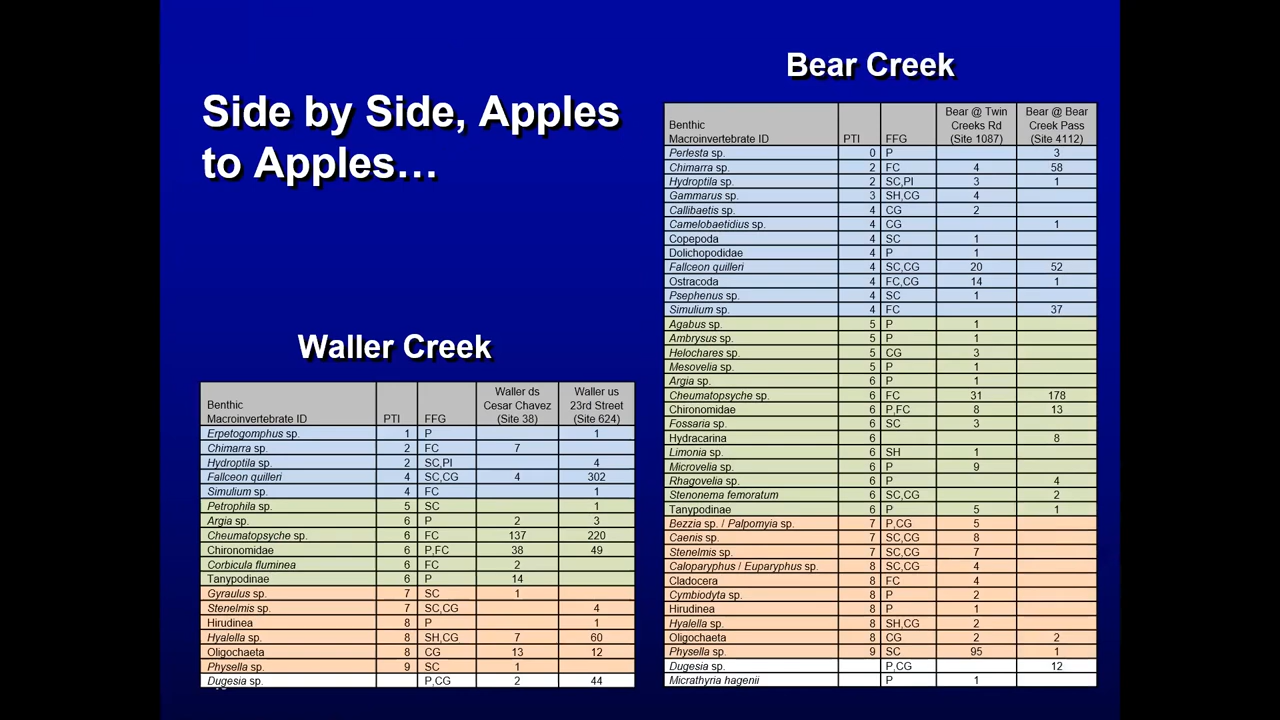 Bear Creek
Side by Side, Apples
to Apples…
Benthic Macroinvertebrate ID PTI FFG Bear @ Twin Creeks Rd (Site 1087) Bear @ Bear Creek Pass (Site 4112)
Perlesta sp. 0 P 3
Chimarra sp. 2 FC 4 58
Hydroptila sp. 2 SC,PI 3 1
Gammarus sp. 3 SH,CG 4
Callibaetis sp. 4 CG 2
Camelobaetidius sp. 4 CG 1
Copepoda 4 SC 1
Dolichopodidae 4 P 1
Fallceon quilleri 4 SC,CG 20 52
Ostracoda 4 FC,CG 14 1
Psephenus sp. 4 SC 1
Simulium sp. 4 FC 37
Agabus sp. 5 P 1
Ambrysus sp. 5 P 1
Helochares sp. 5 CG 3
Mesovelia sp. 5 P 1
Argia sp. 6 P 1
Cheumatopsyche sp. 6 FC 31 178
Chironomidae 6 P,FC 8 13
Fossaria sp. 6 SC 3
Hydracarina 6 8
Limonia sp. 6 SH 1
Microvelia sp. 6 P 9
Rhagovelia sp. 6 P 4
Stenonema femoratum 6 SC,CG 2
Tanypodinae 6 P 5 1
Bezzia sp. / Palpomyia sp. 7 P,CG 5
Caenis sp. 7 SC,CG 8
Stenelmis sp. 7 SC,CG 7
Caloparyphus / Euparyphus sp. 8 SC,CG 4
Cladocera 8 FC 4
Cymbiodyta sp. 8 P 2
Hirudinea 8 P 1
Hyalella sp. 8 SH,CG 2
Oligochaeta 8 CG 2 2
Physella sp. 9 SC 95 1
Dugesia sp. P,CG 12
Micrathyria hagenii P 1
Waller Creek
Benthic Macroinvertebrate ID PTI FFG Waller ds Cesar Chavez (Site 38) Waller us 23rd Street (Site 624)
Erpetogomphus sp. 1 P 1
Chimarra sp. 2 FC 7
Hydroptila sp. 2 SC,PI 4
Fallceon quilleri 4 SC,CG 4 302
Simulium sp. 4 FC 1
Petrophila sp. 5 SC 1
Argia sp. 6 P 2 3
Cheumatopsyche sp. 6 FC 137 220
Chironomidae 6 P,FC 38 49
Corbicula fluminea 6 FC 2
Tanypodinae 6 P 14
Gyraulus sp. 7 SC 1
Stenelmis sp. 7 SC,CG 4
Hirudinea 8 P 1
Hyalella sp. 8 SH,CG 7 60
Oligochaeta 8 CG 13 12
Physella sp. 9 SC 1
Dugesia sp. P,CG 2 44